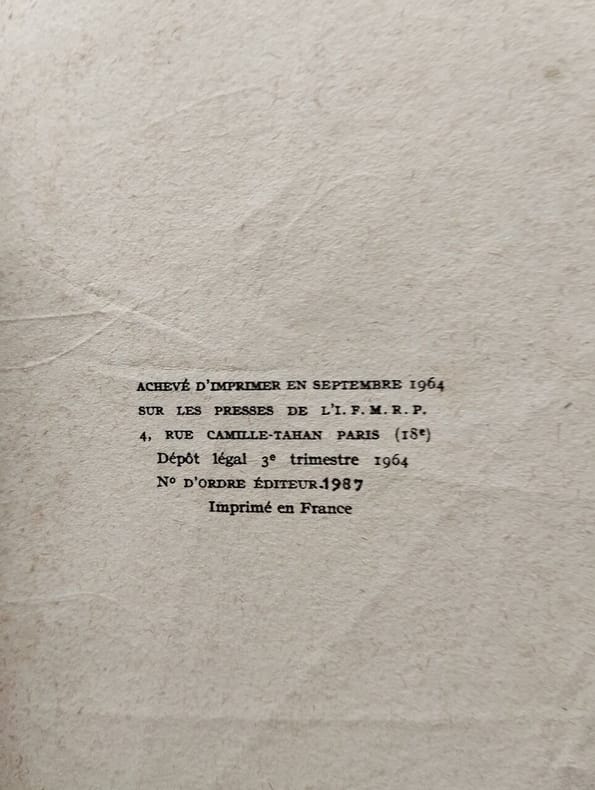 ACHEVÉ D'IMPRIMER EN SEPTEMBRE 1964
SUR LES PRESSES DE L'I. F. M. R. P.
4, RUE CAMILLE-TAHAN PARIS (18e)
Dépôt légal 3e trimestre 1964
No D'ORDRE ÉDITEUR.1987
Imprimé en France